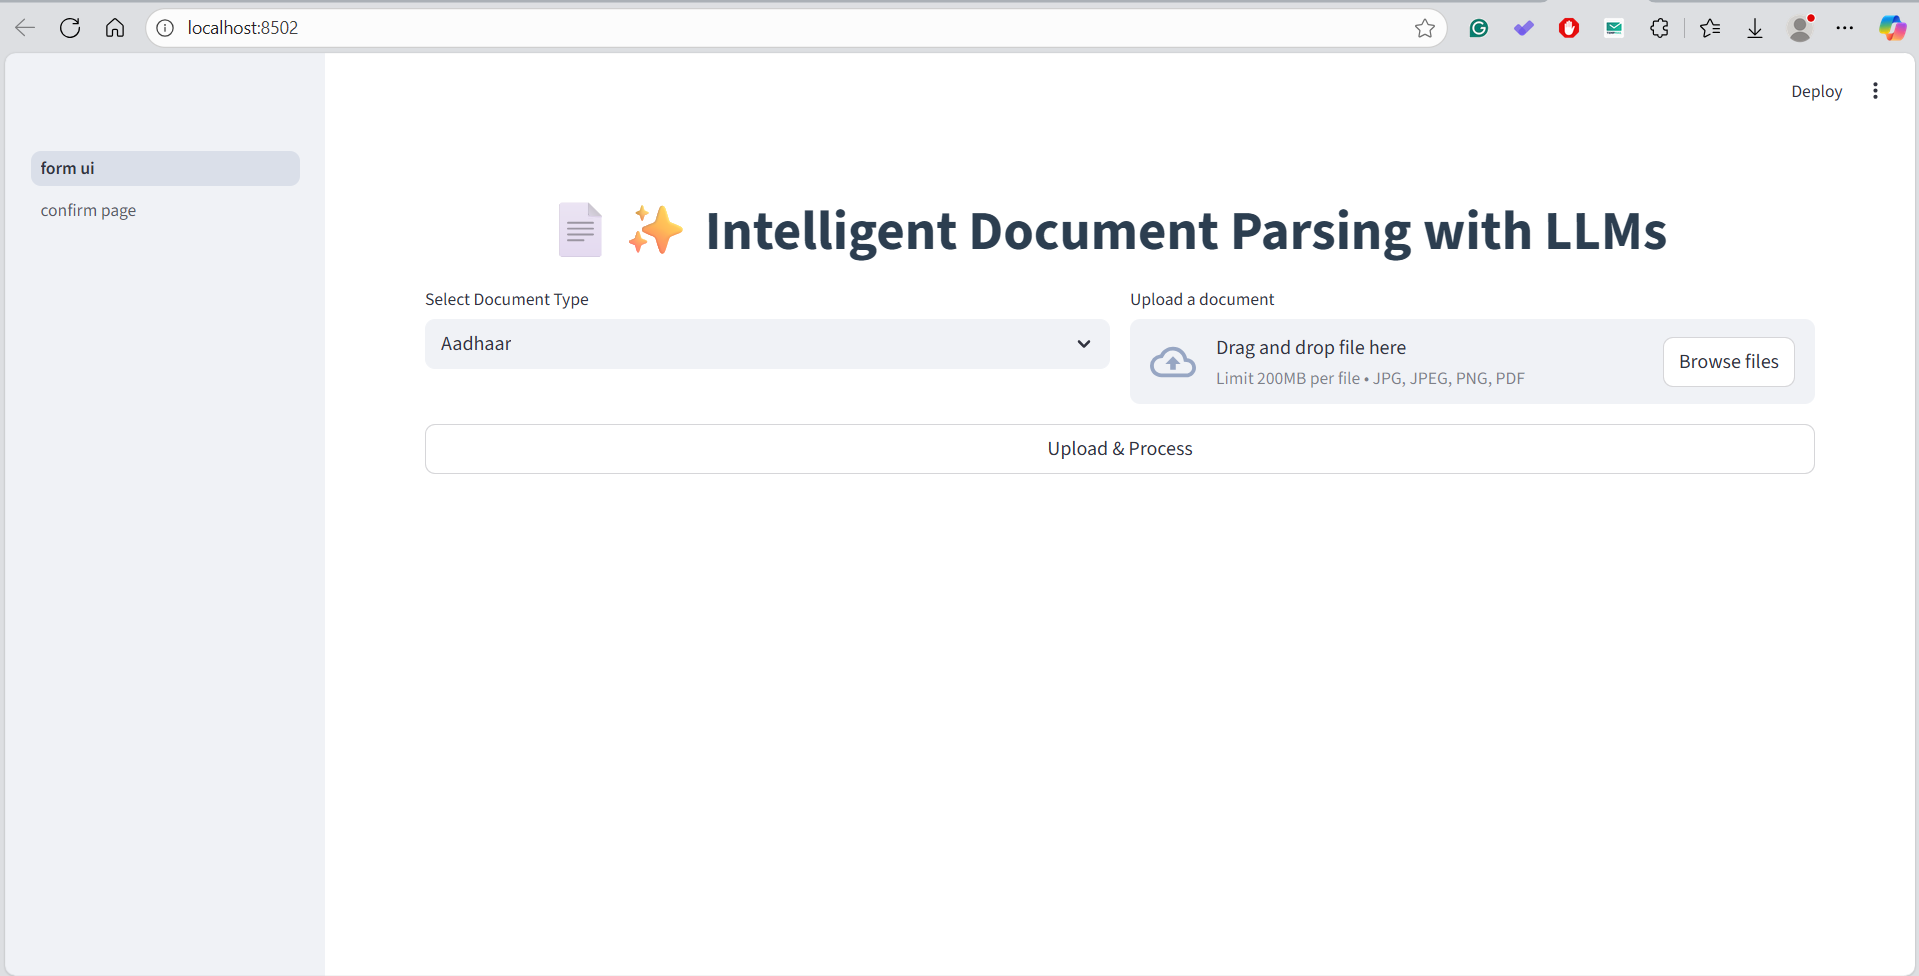 localhost:8502
Deploy
form ui
confirm page
Intelligent Document Parsing with LLMs
Select Document Type
Aadhaar
Upload a document
Drag and drop file here
Limit 200MB per file • JPG, JPEG, PNG, PDF
Browse files
Upload & Process